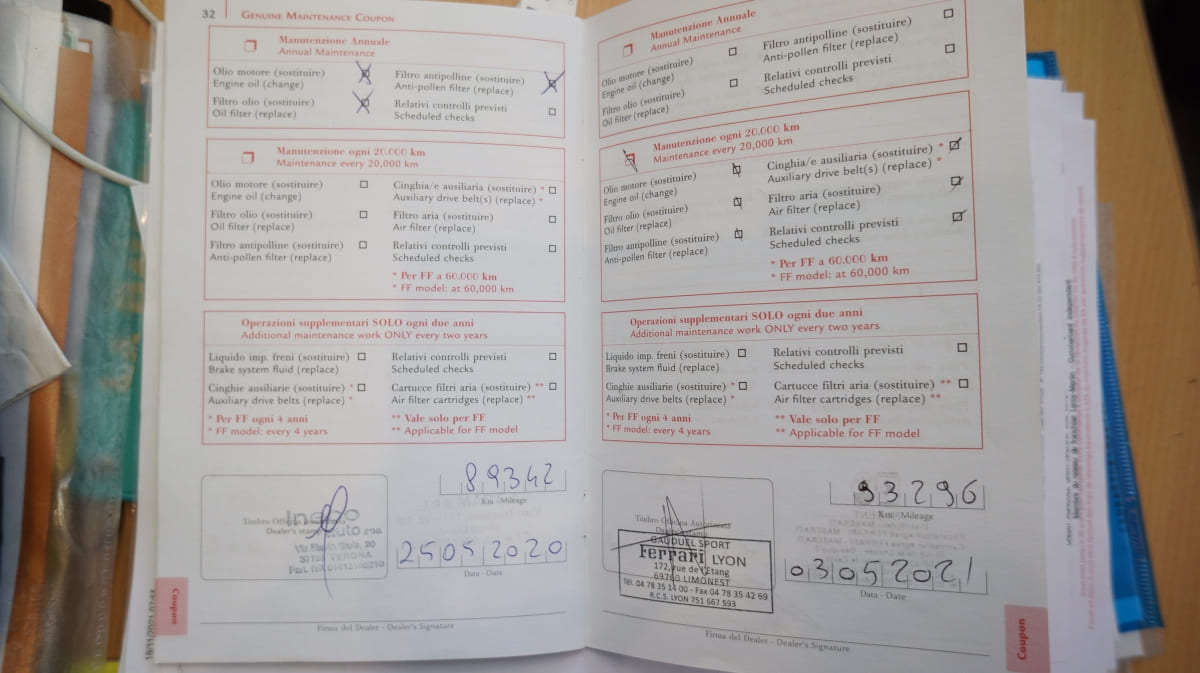 32 GENUINE MAINTENANCE COUPON
Manutenzione Annuale
Annual Maintenance
Olio motore (sostituire)
Engine oil (change)
Filtro olio (sostituire)
Oil filter (replace)
Filtro antipolline (sostituire)
Anti-pollen filter (replace)
Relativi controlli previsti
Scheduled checks
Manutenzione ogni 20.000 km
Maintenance every 20,000 km
Olio motore (sostituire)
Engine oil (change)
Filtro olio (sostituire)
Oil filter (replace)
Filtro antipolline (sostituire)
Anti-pollen filter (replace)
Cinghia/e ausiliaria (sostituire) *
Auxiliary drive belt(s) (replace) *
Filtro aria (sostituire)
Air filter (replace)
Relativi controlli previsti
Scheduled checks
* Per FF a 60.000 km
* FF model: at 60,000 km
Operazioni supplementari SOLO ogni due anni
Additional maintenance work ONLY every two years
Liquido imp. freni (sostituire)
Brake system fluid (replace)
Cinghie ausiliarie (sostituire) *
Auxiliary drive belts (replace) *
* Per FF ogni 4 anni
* FF model: every 4 years
Relativi controlli previsti
Scheduled checks
Cartucce filtri aria (sostituire) **
Air filter cartridges (replace) **
** Vale solo per FF
** Applicable for FF model
89342
Km - Mileage
Timbro Officina
Dealer's stamp
VERONA
25052020
Data - Date
Firma del Dealer - Dealer's Signature
Coupon
Manutenzione Annuale
Annual Maintenance
Olio motore (sostituire)
Engine oil (change)
Filtro olio (sostituire)
Oil filter (replace)
Filtro antipolline (sostituire)
Anti-pollen filter (replace)
Relativi controlli previsti
Scheduled checks
Manutenzione ogni 20.000 km
Maintenance every 20,000 km
Olio motore (sostituire)
Engine oil (change)
Filtro olio (sostituire)
Oil filter (replace)
Filtro antipolline (sostituire)
Anti-pollen filter (replace)
Cinghia/e ausiliaria (sostituire) *
Auxiliary drive belt(s) (replace) *
Filtro aria (sostituire)
Air filter (replace)
Relativi controlli previsti
Scheduled checks
* Per FF a 60.000 km
* FF model: at 60,000 km
Operazioni supplementari SOLO ogni due anni
Additional maintenance work ONLY every two years
Liquido imp. freni (sostituire)
Brake system fluid (replace)
Cinghie ausiliarie (sostituire) *
Auxiliary drive belts (replace) *
* Per FF ogni 4 anni
* FF model: every 4 years
Relativi controlli previsti
Scheduled checks
Cartucce filtri aria (sostituire) **
Air filter cartridges (replace) **
** Vale solo per FF
** Applicable for FF model
93296
Km - Mileage
Timbro Officina Autorizzata
GAUDUEL SPORT
Ferrari LYON
172, rue de l'Etang
69760 LIMONEST
Tél. 04 78 35 14 00 - Fax 04 78 35 42 69
R.C.S. LYON 751 667 593
03052021
Data - Date
Firma del Dealer - Dealer's Signature
Coupon